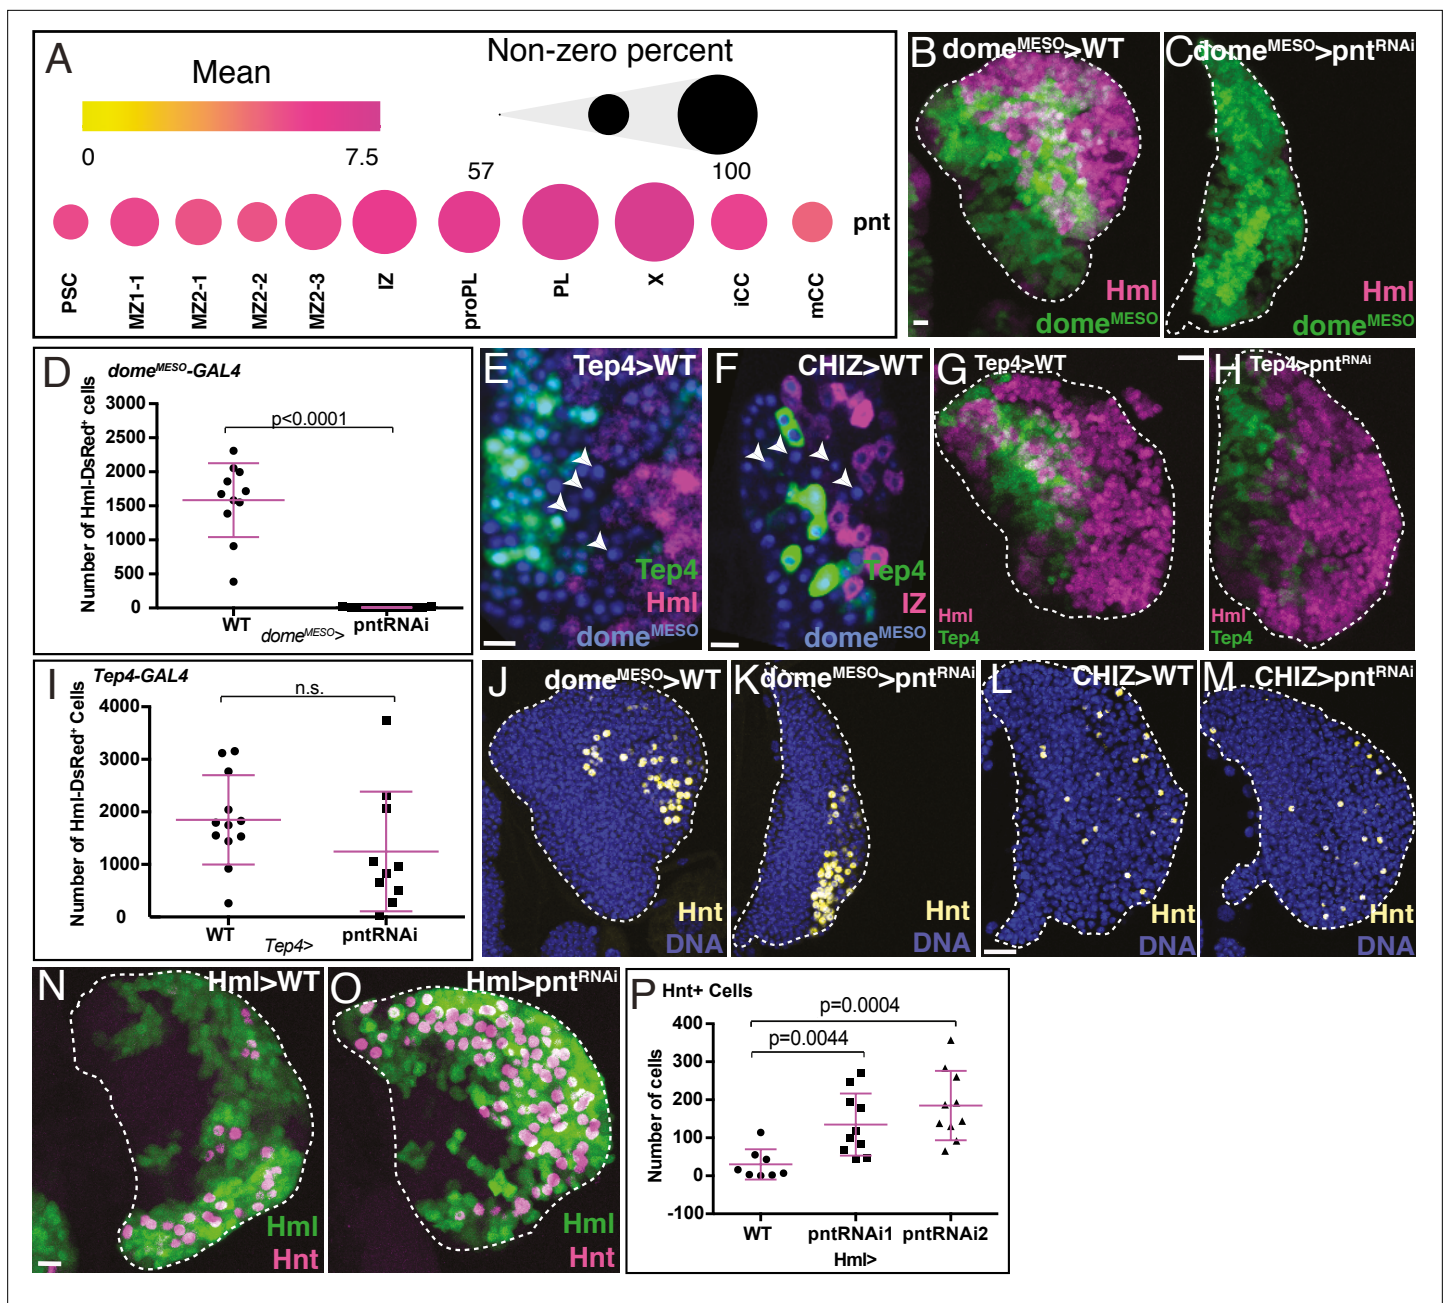 A
Mean
Non-zero percent
0
7.5
57
100
pnt
PSC
MZ1-1
MZ2-1
MZ2-2
MZ2-3
IZ
proPL
PL
X
iCC
mCC
B
domeMESO>WT
Hml
domeMESO
C
domeMESO>pntRNAi
Hml
domeMESO
D
domeMESO-GAL4
Number of Hml-DsRed+ cells
3000
2500
2000
1500
1000
500
0
p<0.0001
WT
pntRNAi
domeMESO>
E
Tep4>WT
Tep4
Hml
domeMESO
F
CHIZ>WT
Tep4
IZ
domeMESO
G
Tep4>WT
Hml
Tep4
H
Tep4>pntRNAi
Hml
Tep4
I
Tep4-GAL4
Number of Hml-DsRed+ Cells
4000
3000
2000
1000
0
n.s.
WT
pntRNAi
Tep4>
J
domeMESO>WT
Hnt
DNA
K
domeMESO>pntRNAi
Hnt
DNA
L
CHIZ>WT
Hnt
DNA
M
CHIZ>pntRNAi
Hnt
DNA
N
Hml>WT
Hml
Hnt
O
Hml>pntRNAi
Hml
Hnt
P
Hnt+ Cells
Number of cells
400
300
200
100
0
-100
p=0.0004
p=0.0044
WT
pntRNAi1
pntRNAi2
Hml>